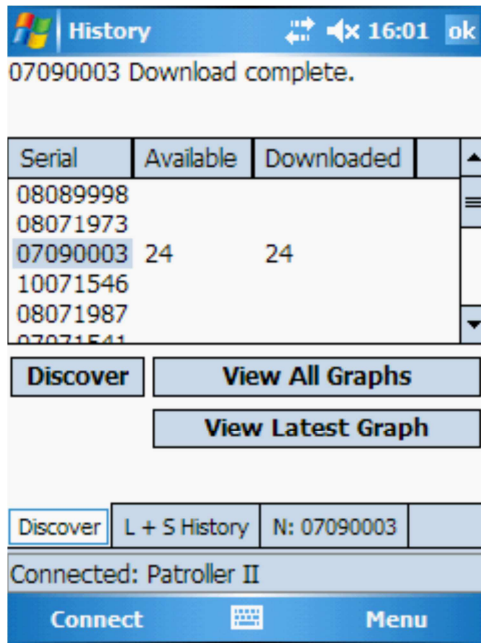 History 16:01 ok
07090003 Download complete.
Serial Available Downloaded
08089998
08071973
07090003 24 24
10071546
08071987
07071541
Discover View All Graphs
View Latest Graph
Discover L + S History N: 07090003
Connected: Patroller II
Connect Menu